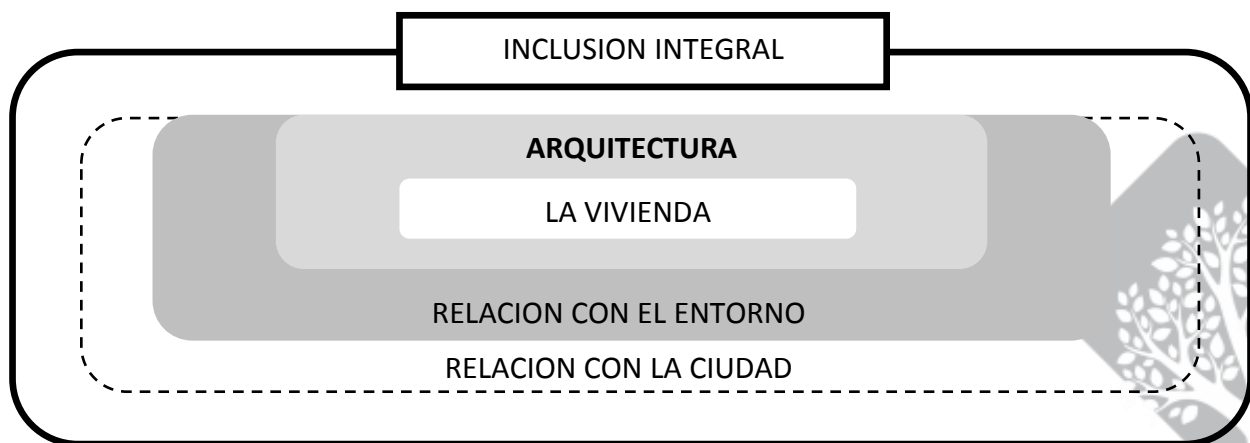 INCLUSION INTEGRAL
ARQUITECTURA
LA VIVIENDA
RELACION CON EL ENTORNO
RELACION CON LA CIUDAD